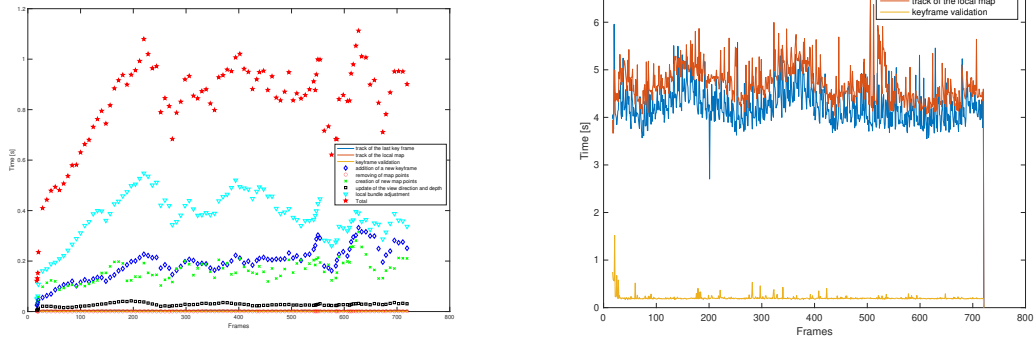 1.2
1
0.8
0.6
0.4
0.2
0
Time [s]
0 100 200 300 400 500 600 700 800
Frames
track of the last key frame
track of the local map
keyframe validation
addition of a new keyframe
removing of map points
creation of new map points
update of the view direction and depth
local bundle adjustment
Total
track of the local map
keyframe validation
6
5
4
3
2
1
0
Time [s]
0 100 200 300 400 500 600 700 800
Frames